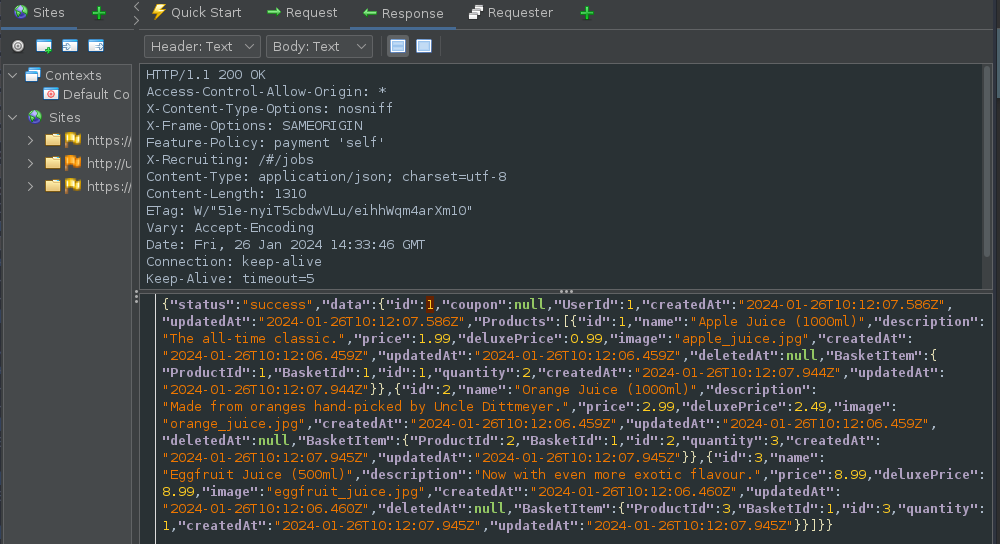 Sites
Quick Start
Request
Response
Requester
Header: Text
Body: Text
Contexts
Default Co
Sites
https://
http://u
https:/
HTTP/1.1 200 OK
Access-Control-Allow-Origin: *
X-Content-Type-Options: nosniff
X-Frame-Options: SAMEORIGIN
Feature-Policy: payment 'self'
X-Recruiting: /#/jobs
Content-Type: application/json; charset=utf-8
Content-Length: 1310
ETag: W/"51e-nyiT5cbdwVLu/eihhWqm4arXm10"
Vary: Accept-Encoding
Date: Fri, 26 Jan 2024 14:33:46 GMT
Connection: keep-alive
Keep-Alive: timeout=5
{"status":"success","data":{"id":1,"coupon":null,"UserId":1,"createdAt":"2024-01-26T10:12:07.586Z",
"updatedAt":"2024-01-26T10:12:07.586Z","Products":[{"id":1,"name":"Apple Juice (1000ml)","description":
"The all-time classic.","price":1.99,"deluxePrice":0.99,"image":"apple_juice.jpg","createdAt":
"2024-01-26T10:12:06.459Z","updatedAt":"2024-01-26T10:12:06.459Z","deletedAt":null,"BasketItem":{
"ProductId":1,"BasketId":1,"id":1,"quantity":2,"createdAt":"2024-01-26T10:12:07.944Z","updatedAt":
"2024-01-26T10:12:07.944Z"}},{"id":2,"name":"Orange Juice (1000ml)","description":
"Made from oranges hand-picked by Uncle Dittmeyer.","price":2.99,"deluxePrice":2.49,"image":
"orange_juice.jpg","createdAt":"2024-01-26T10:12:06.459Z","updatedAt":"2024-01-26T10:12:06.459Z",
"deletedAt":null,"BasketItem":{"ProductId":2,"BasketId":1,"id":2,"quantity":3,"createdAt":
"2024-01-26T10:12:07.945Z","updatedAt":"2024-01-26T10:12:07.945Z"}},{"id":3,"name":
"Eggfruit Juice (500ml)","description":"Now with even more exotic flavour.","price":8.99,"deluxePrice":
8.99,"image":"eggfruit_juice.jpg","createdAt":"2024-01-26T10:12:06.460Z","updatedAt":
"2024-01-26T10:12:06.460Z","deletedAt":null,"BasketItem":{"ProductId":3,"BasketId":1,"id":3,"quantity":
1,"createdAt":"2024-01-26T10:12:07.945Z","updatedAt":"2024-01-26T10:12:07.945Z"}}]}}